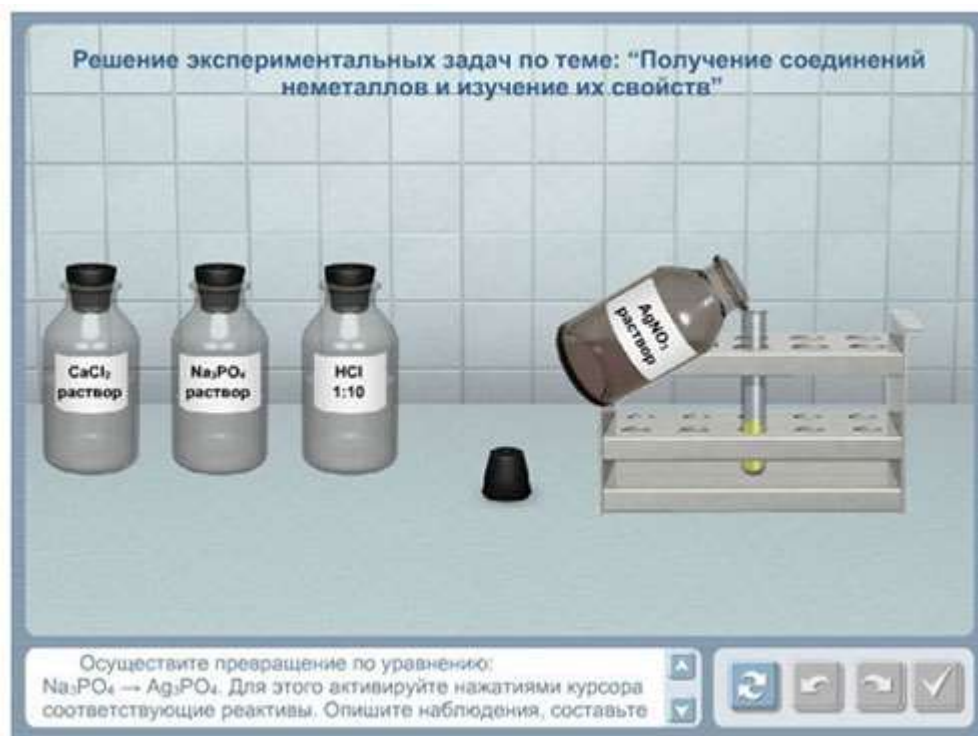 Решение экспериментальных задач по теме: “Получение соединений
неметаллов и изучение их свойств”
CaCl₂
раствор
Na₃PO₄
раствор
HCl
1:10
AgNO₃
раствор
Осуществите превращение по уравнению:
Na₃PO₄ → Ag₃PO₄. Для этого активируйте нажатиями курсора
соответствующие реактивы. Опишите наблюдения, составьте